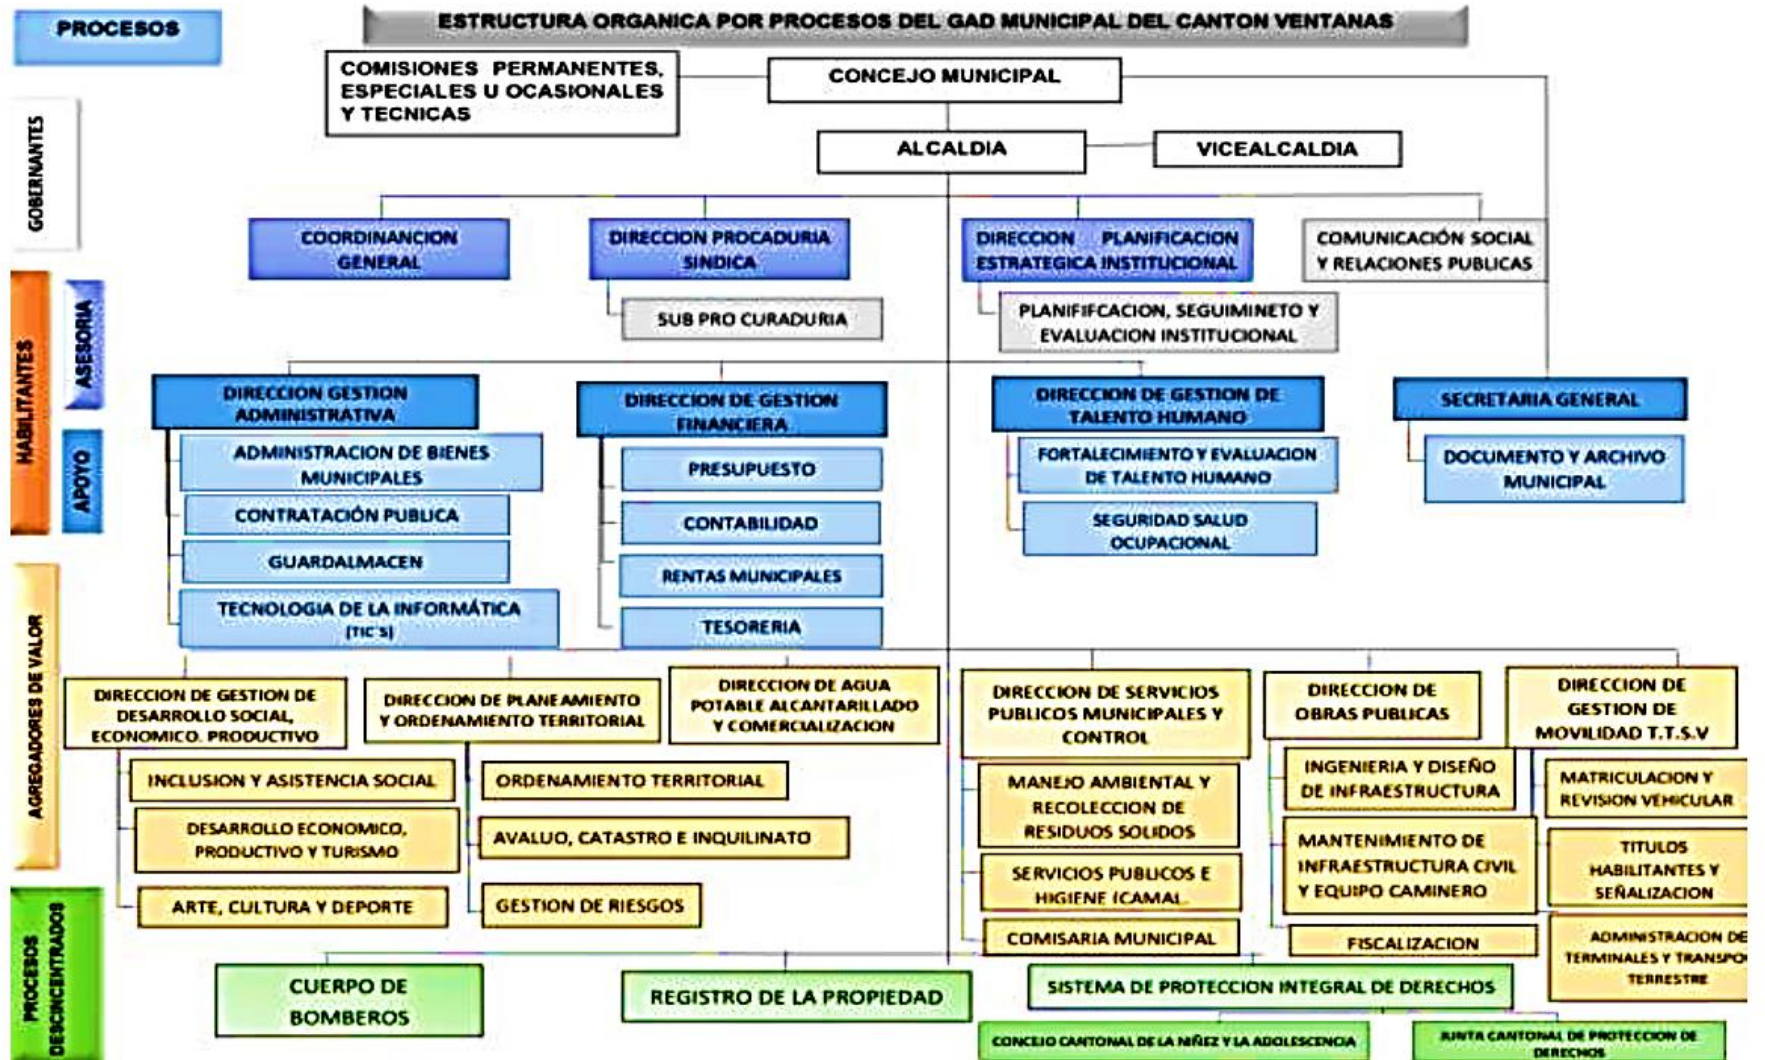 PROCESOS
ESTRUCTURA ORGANICA POR PROCESOS DEL GAD MUNICIPAL DEL CANTON VENTANAS
COMISIONES PERMANENTES,
ESPECIALES U OCASIONALES
Y TECNICAS
CONCEJO MUNICIPAL
ALCALDIA
VICEALCALDIA
GOBERNANTES
COORDINANCION
GENERAL
DIRECCION PROCADURIA
SINDICA
DIRECCION PLANIFICACION
ESTRATEGICA INSTITUCIONAL
COMUNICACIÓN SOCIAL
Y RELACIONES PUBLICAS
SUB PRO CURADURIA
PLANIFIFCACION, SEGUIMINETO Y
EVALUACION INSTITUCIONAL
HABILITANTES
ASESORIA
APOYO
DIRECCION GESTION
ADMINISTRATIVA
ADMINISTRACION DE BIENES
MUNICIPALES
CONTRATACIÓN PUBLICA
GUARDALMACEN
TECNOLOGIA DE LA INFORMÁTICA
(TIC´S)
DIRECCION DE GESTION
FINANCIERA
PRESUPUESTO
CONTABILIDAD
RENTAS MUNICIPALES
TESORERIA
DIRECCION DE GESTION DE
TALENTO HUMANO
FORTALECIMIENTO Y EVALUACION
DE TALENTO HUMANO
SEGURIDAD SALUD
OCUPACIONAL
SECRETARIA GENERAL
DOCUMENTO Y ARCHIVO
MUNICIPAL
AGREGADORES DE VALOR
DIRECCION DE GESTION DE
DESARROLLO SOCIAL,
ECONOMICO. PRODUCTIVO
INCLUSION Y ASISTENCIA SOCIAL
DESARROLLO ECONOMICO,
PRODUCTIVO Y TURISMO
ARTE, CULTURA Y DEPORTE
DIRECCION DE PLANEAMIENTO
Y ORDENAMIENTO TERRITORIAL
ORDENAMIENTO TERRITORIAL
AVALUO, CATASTRO E INQUILINATO
GESTION DE RIESGOS
DIRECCION DE AGUA
POTABLE ALCANTARILLADO
Y COMERCIALIZACION
DIRECCION DE SERVICIOS
PUBLICOS MUNICIPALES Y
CONTROL
MANEJO AMBIENTAL Y
RECOLECCION DE
RESIDUOS SOLIDOS
SERVICIOS PUBLICOS E
HIGIENE (CAMAL.
COMISARIA MUNICIPAL
DIRECCION DE
OBRAS PUBLICAS
INGENIERIA Y DISEÑO
DE INFRAESTRUCTURA
MANTENIMIENTO DE
INFRAESTRUCTURA CIVIL
Y EQUIPO CAMINERO
FISCALIZACION
DIRECCION DE
GESTION DE
MOVILIDAD T.T.S.V
MATRICULACION Y
REVISION VEHICULAR
TITULOS
HABILITANTES Y
SEÑALIZACION
ADMINISTRACION DE
TERMINALES Y TRANSPO
TERRESTRE
PROCESOS
DESCINCENTRADOS
CUERPO DE
BOMBEROS
REGISTRO DE LA PROPIEDAD
SISTEMA DE PROTECCION INTEGRAL DE DERECHOS
CONCEJO CANTONAL DE LA NIÑEZ Y LA ADOLESCENCIA
JUNTA CANTONAL DE PROTECCION DE
DERECHOS